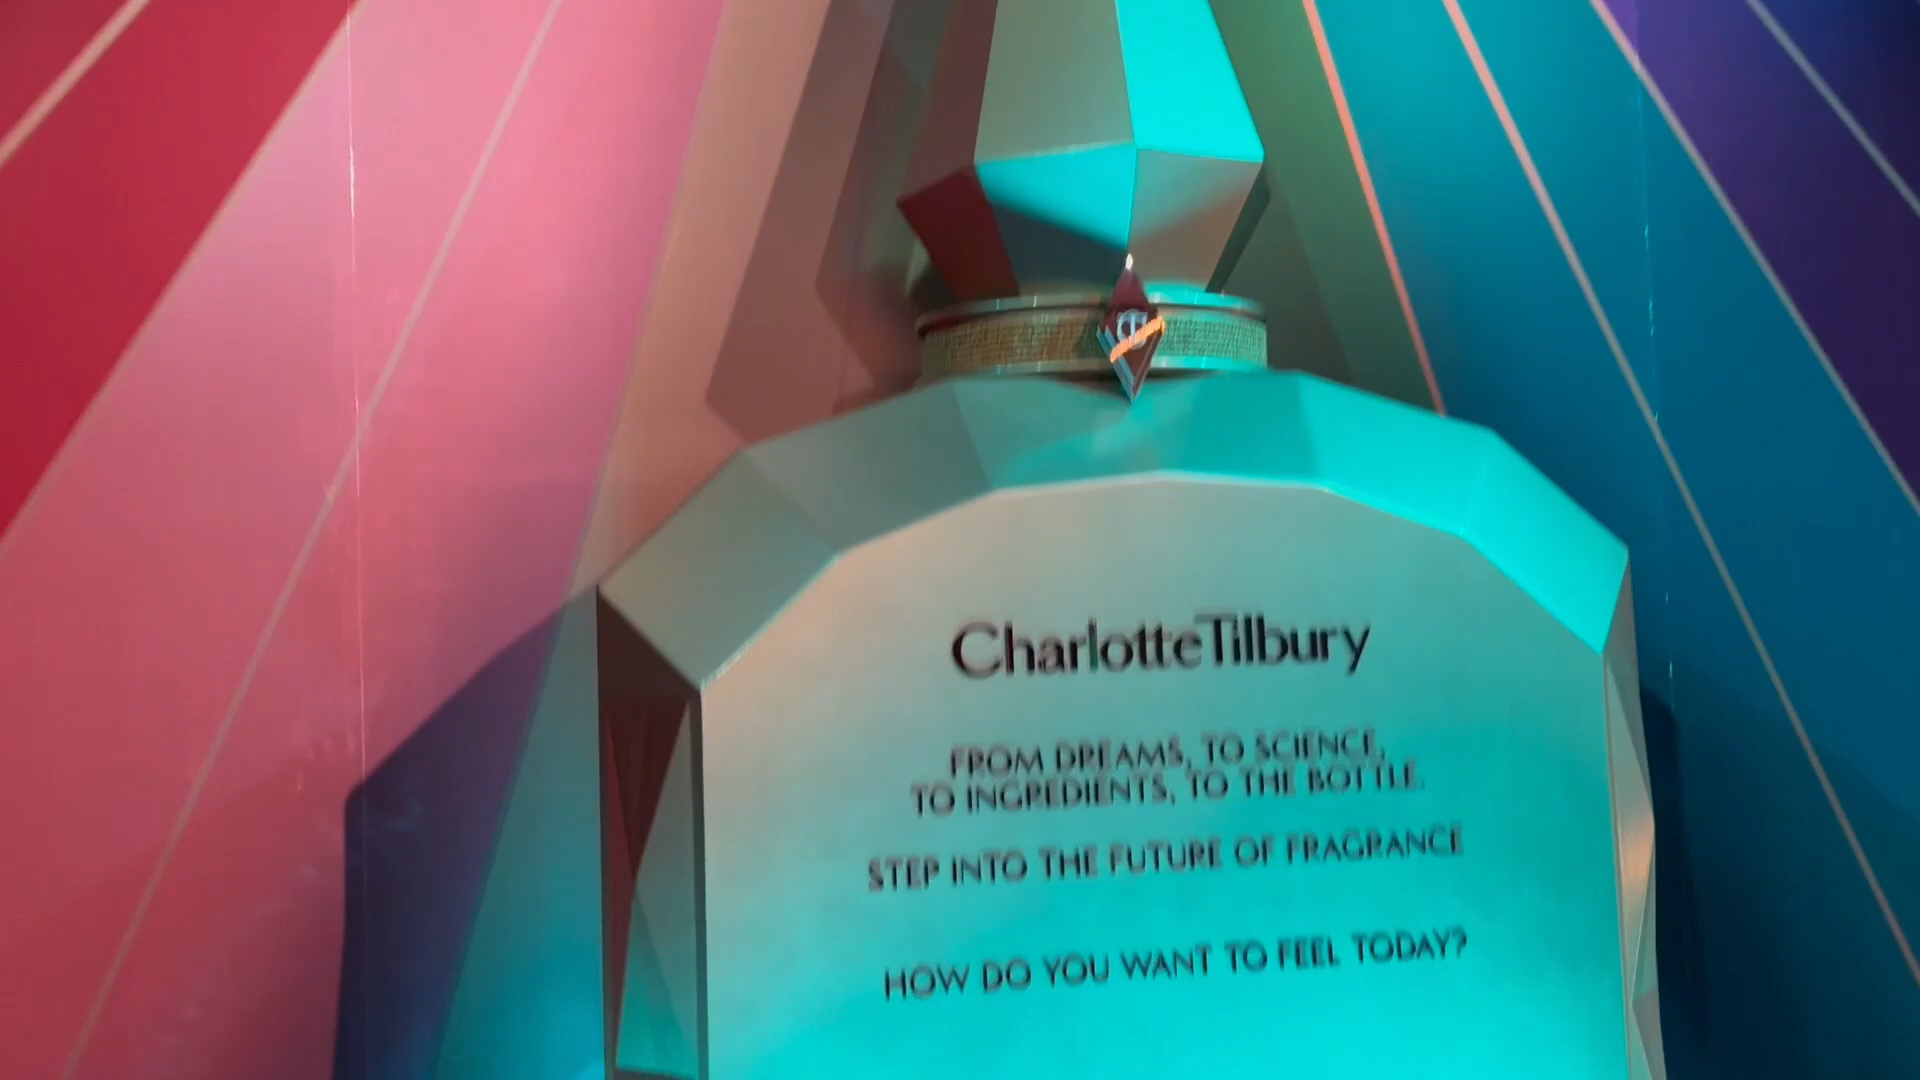 CharlotteTilbury
FROM DREAMS, TO SCIENCE,
TO INGREDIENTS, TO THE BOTTLE.
STEP INTO THE FUTURE OF FRAGRANCE
HOW DO YOU WANT TO FEEL TODAY?